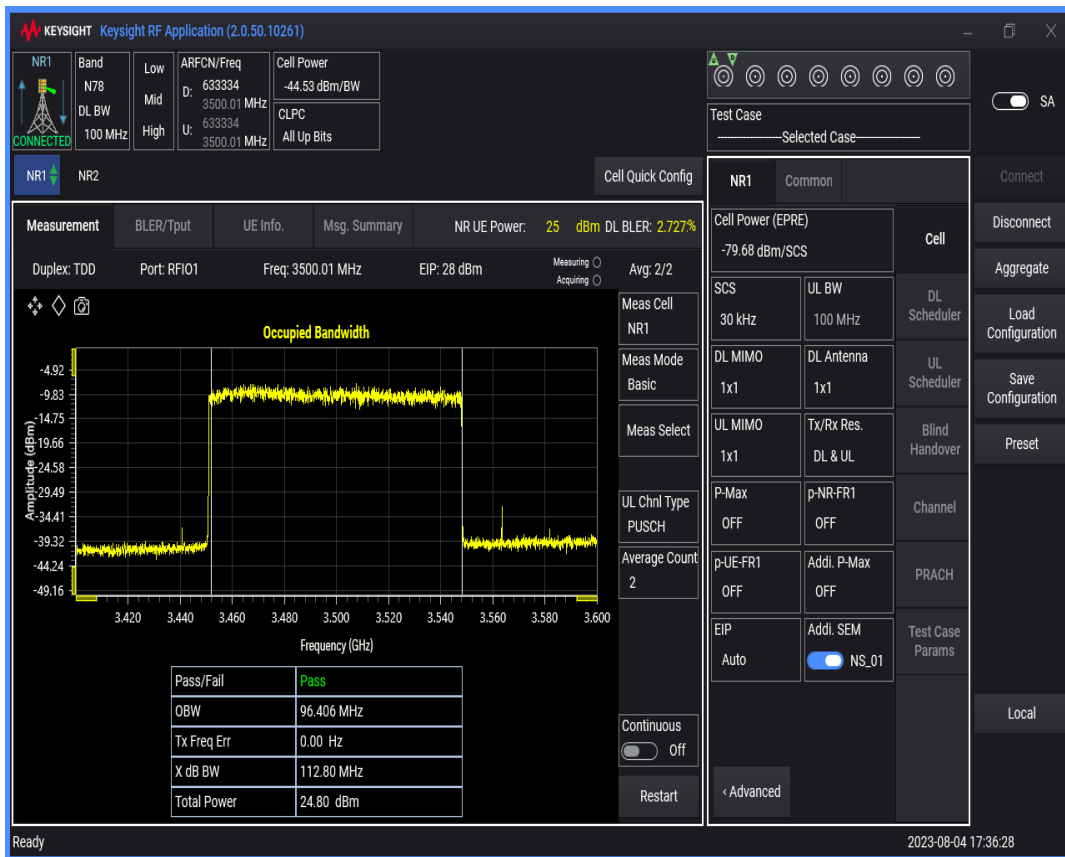 KEYSIGHT Keysight RF Application (2.0.50.10261)
NR1
CONNECTED
Band
N78
DL BW
100 MHz
Low
Mid
High
ARFCN/Freq
D: 633334
3500.01 MHz
U: 633334
3500.01 MHz
Cell Power
-44.53 dBm/BW
CLPC
All Up Bits
Test Case
--------------------Selected Case--------------------
SA
NR1
NR2
Cell Quick Config
Measurement
BLER/Tput
UE Info.
Msg. Summary
NR UE Power: 25 dBm DL BLER: 2.727%
Duplex: TDD
Port: RFIO1
Freq: 3500.01 MHz
EIP: 28 dBm
Measuring
Acquiring
Avg: 2/2
Occupied Bandwidth
Amplitude (dBm)
-4.92
-9.83
-14.75
-19.66
-24.58
-29.49
-34.41
-39.32
-44.24
-49.16
3.420 3.440 3.460 3.480 3.500 3.520 3.540 3.560 3.580 3.600
Frequency (GHz)
Pass/Fail Pass
OBW 96.406 MHz
Tx Freq Err 0.00 Hz
X dB BW 112.80 MHz
Total Power 24.80 dBm
Meas Cell
NR1
Meas Mode
Basic
Meas Select
UL Chnl Type
PUSCH
Average Count
2
Continuous
Off
Restart
NR1
Common
Cell Power (EPRE)
-79.68 dBm/SCS
SCS
30 kHz
UL BW
100 MHz
DL MIMO
1x1
DL Antenna
1x1
UL MIMO
1x1
Tx/Rx Res.
DL & UL
P-Max
OFF
p-NR-FR1
OFF
p-UE-FR1
OFF
Addi. P-Max
OFF
EIP
Auto
Addi. SEM
NS_01
‹ Advanced
Cell
DL
Scheduler
UL
Scheduler
Blind
Handover
Channel
PRACH
Test Case
Params
Connect
Disconnect
Aggregate
Load
Configuration
Save
Configuration
Preset
Local
Ready
2023-08-04 17:36:28